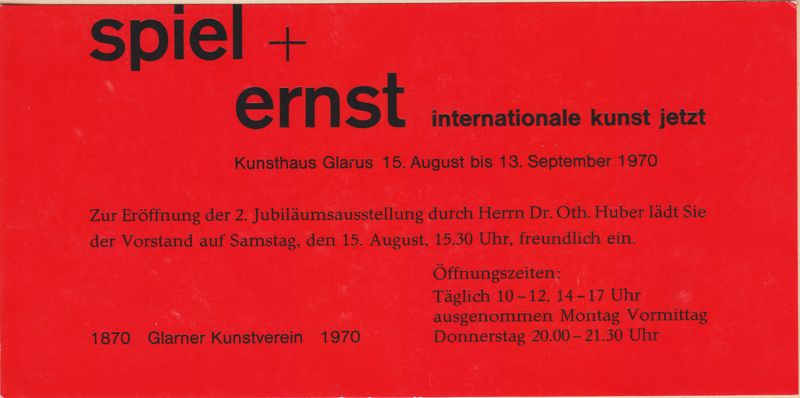 spiel +
ernst internationale kunst jetzt
Kunsthaus Glarus 15. August bis 13. September 1970
Zur Eröffnung der 2. Jubiläumsausstellung durch Herrn Dr. Oth. Huber lädt Sie
der Vorstand auf Samstag, den 15. August, 15.30 Uhr, freundlich ein.
Öffnungszeiten:
Täglich 10–12, 14–17 Uhr
ausgenommen Montag Vormittag
Donnerstag 20.00–21.30 Uhr
1870 Glarner Kunstverein 1970